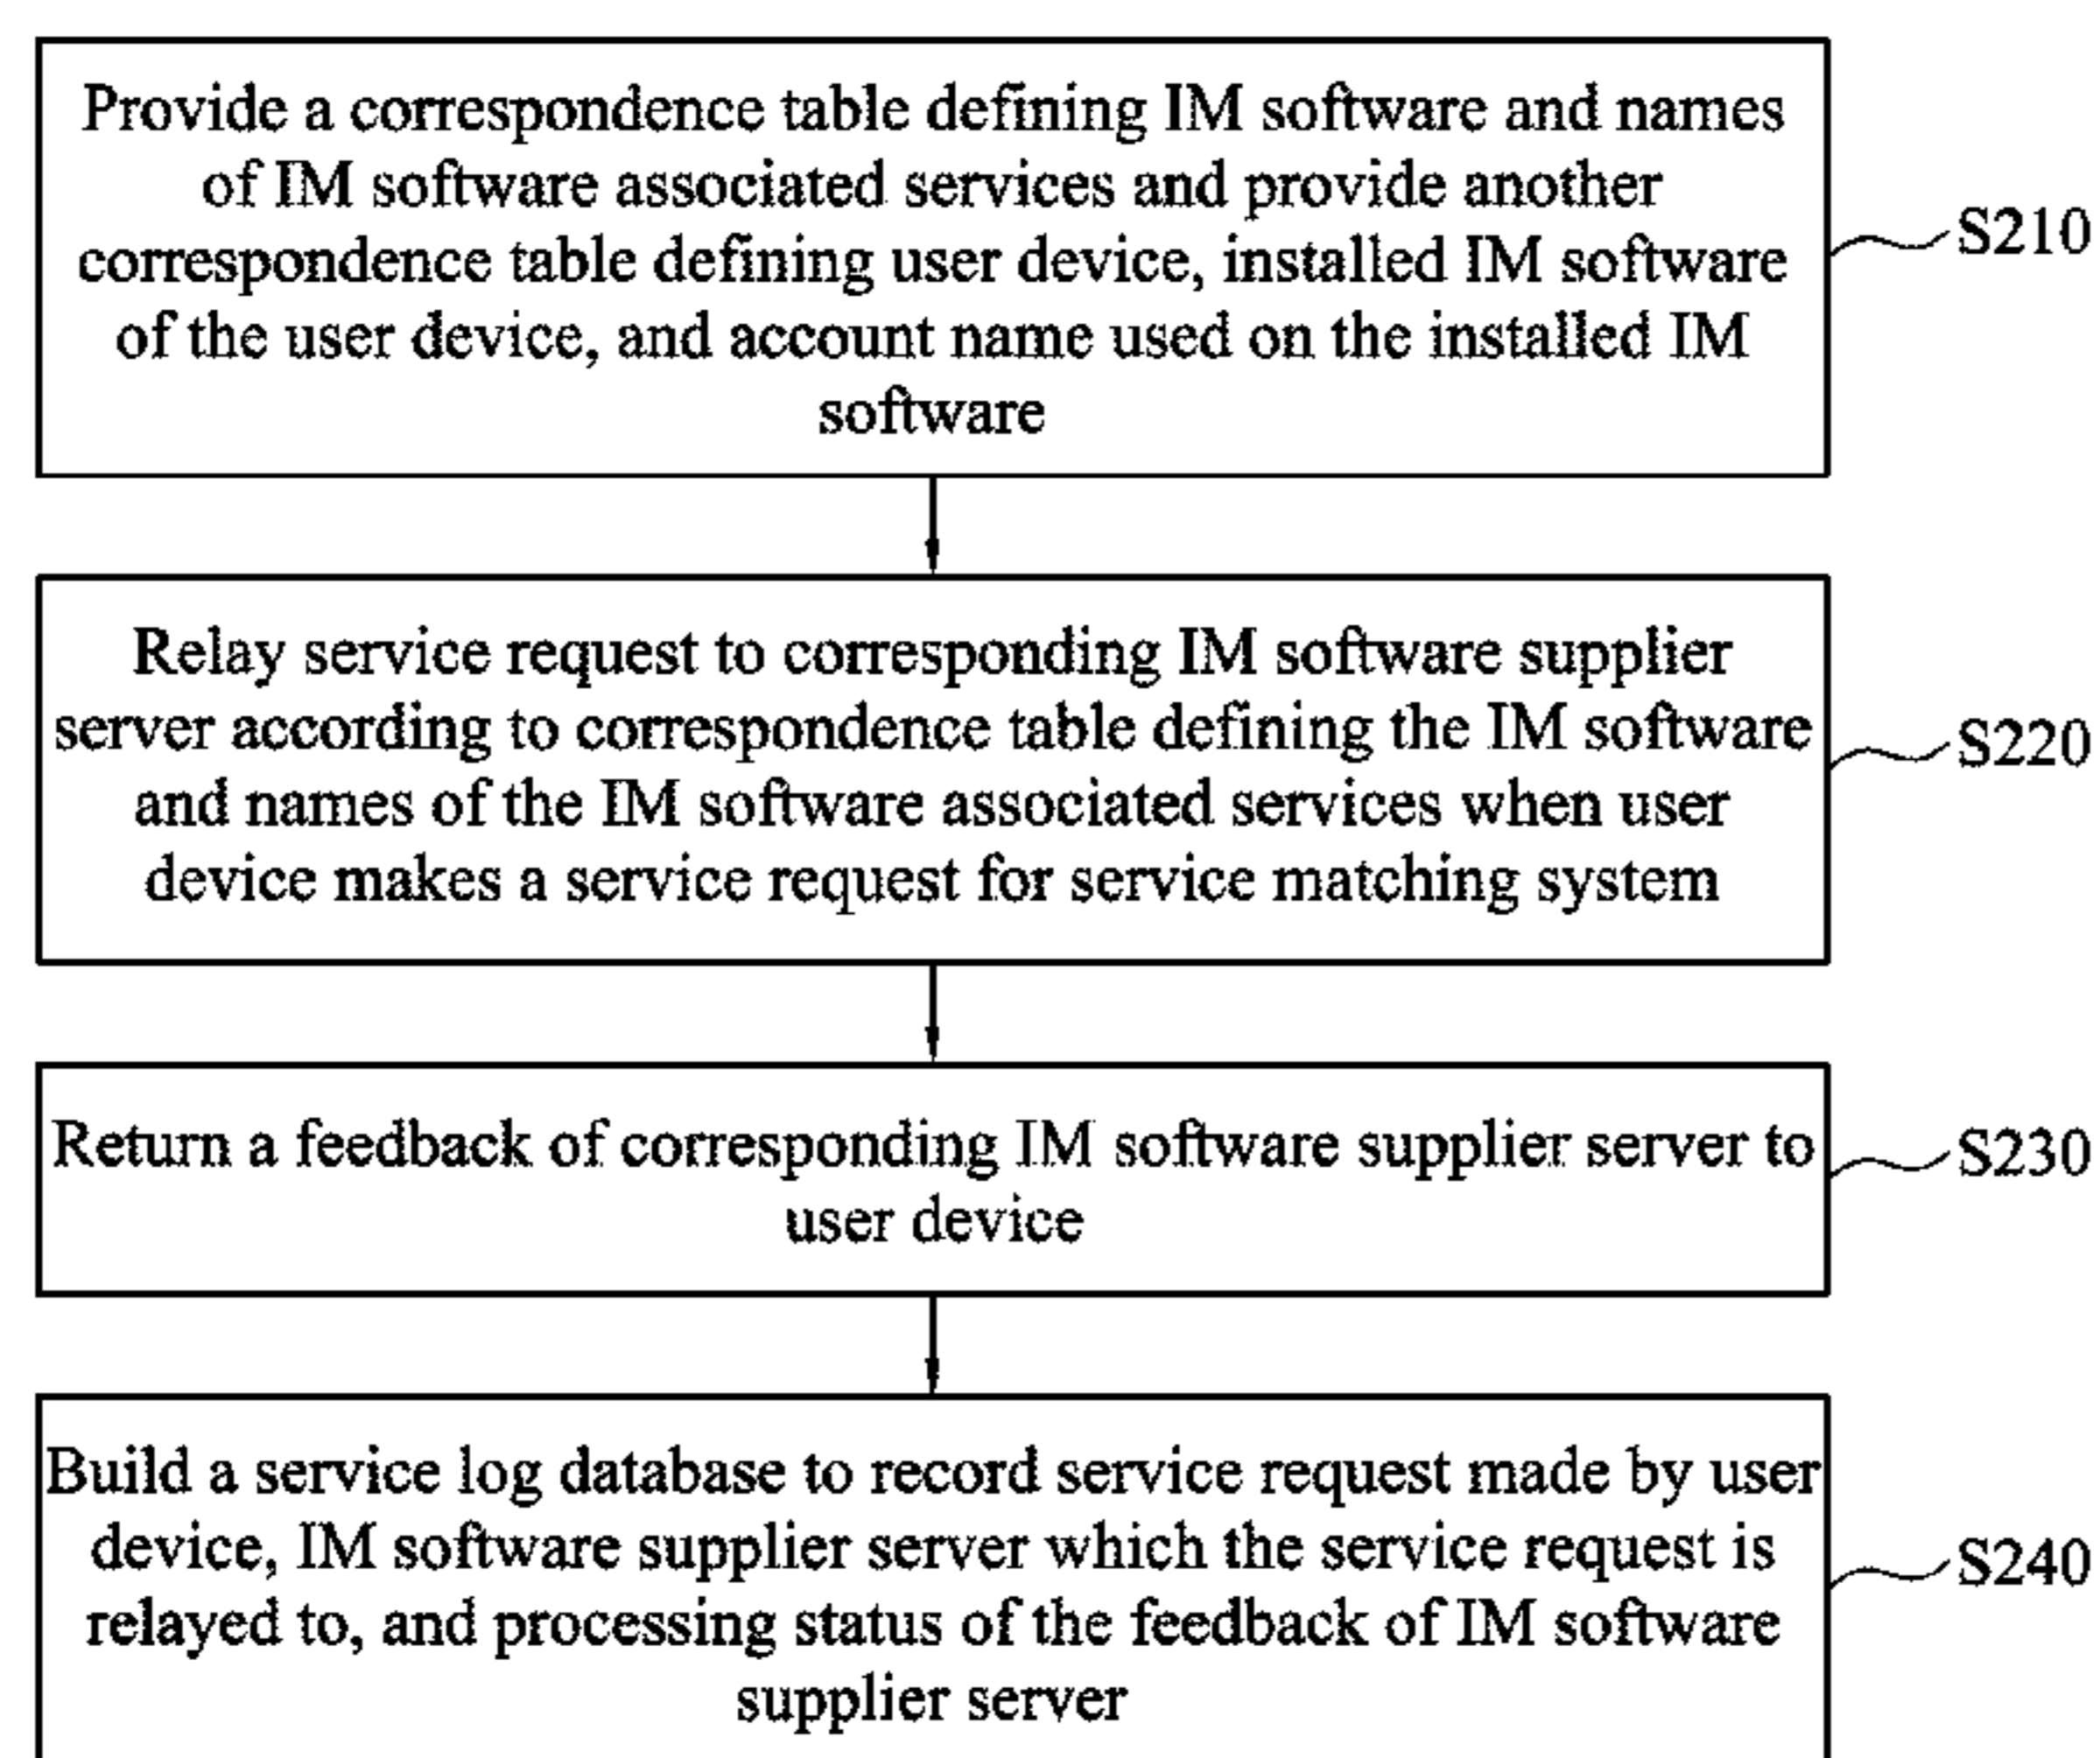 Provide a correspondence table defining IM software and names
of IM software associated services and provide another
correspondence table defining user device, installed IM software
of the user device, and account name used on the installed IM
software
S210
Relay service request to corresponding IM software supplier
server according to correspondence table defining the IM software
and names of the IM software associated services when user
device makes a service request for service matching system
S220
Return a feedback of corresponding IM software supplier server to
user device
S230
Build a service log database to record service request made by user
device, IM software supplier server which the service request is
relayed to, and processing status of the feedback of IM software
supplier server
S240